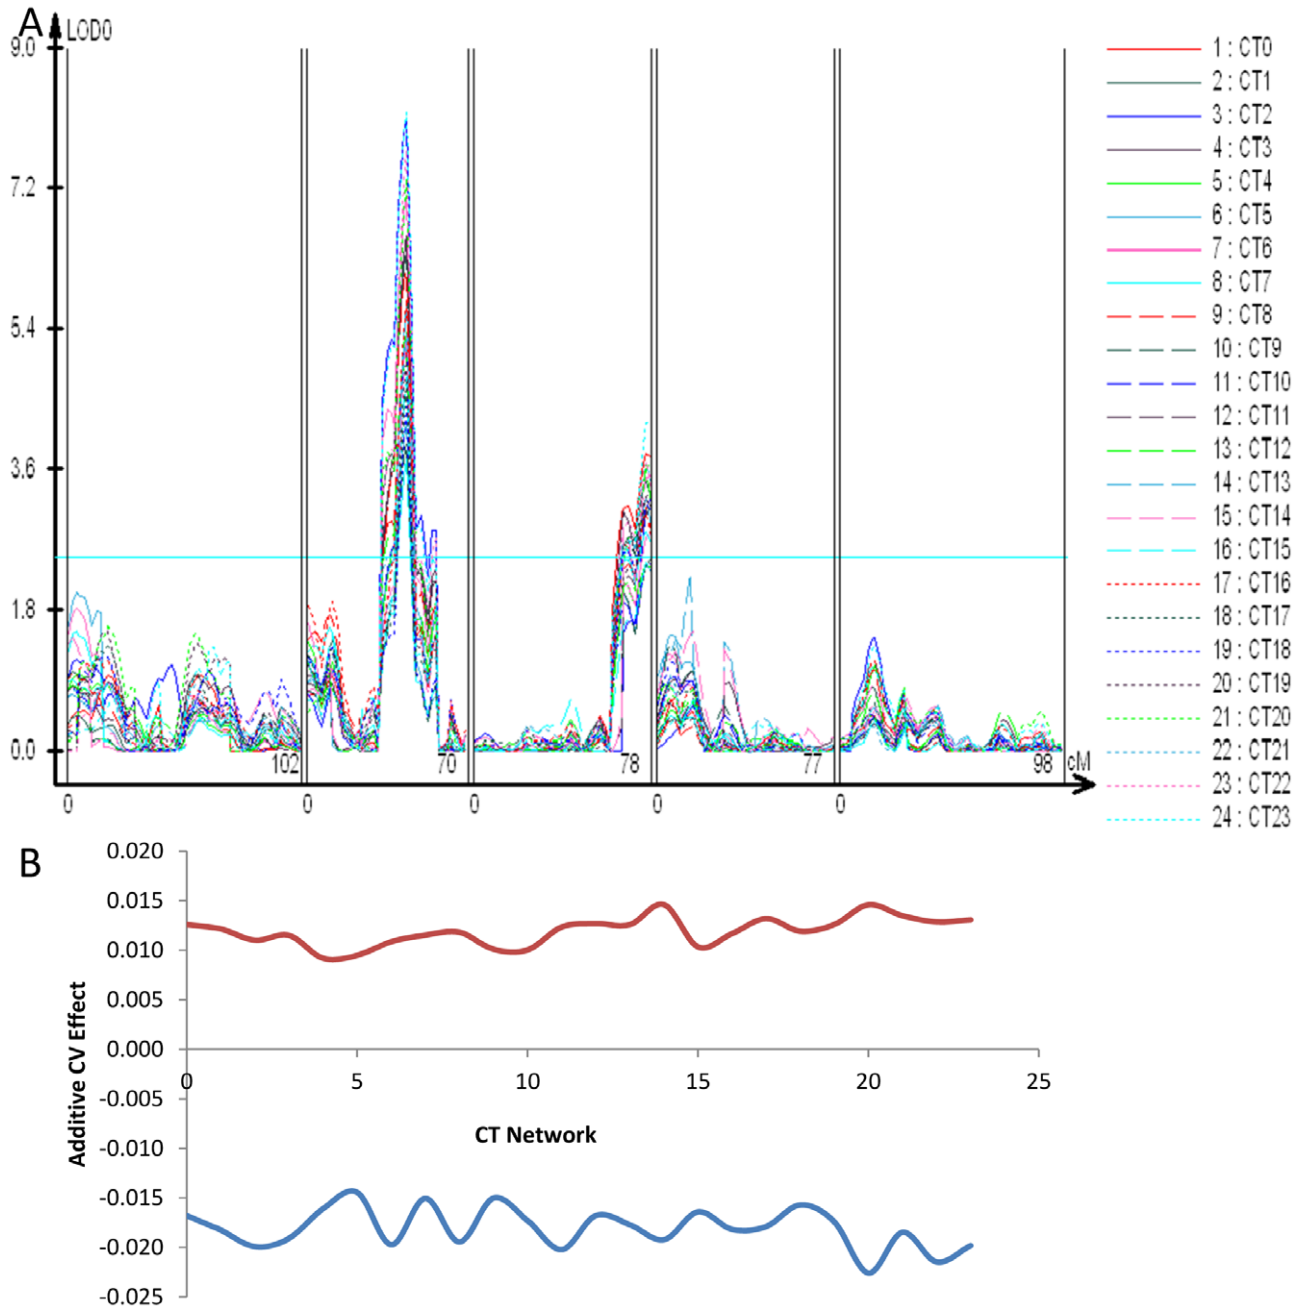 A
LOD0
9.0
7.2
5.4
3.6
1.8
0.0
102
70
78
77
98
cM
0
0
0
0
0
1 : CT0
2 : CT1
3 : CT2
4 : CT3
5 : CT4
6 : CT5
7 : CT6
8 : CT7
9 : CT8
10 : CT9
11 : CT10
12 : CT11
13 : CT12
14 : CT13
15 : CT14
16 : CT15
17 : CT16
18 : CT17
19 : CT18
20 : CT19
21 : CT20
22 : CT21
23 : CT22
24 : CT23
B
0.020
0.015
0.010
0.005
0.000
-0.005
-0.010
-0.015
-0.020
-0.025
Additive CV Effect
0
5
10
15
20
25
CT Network